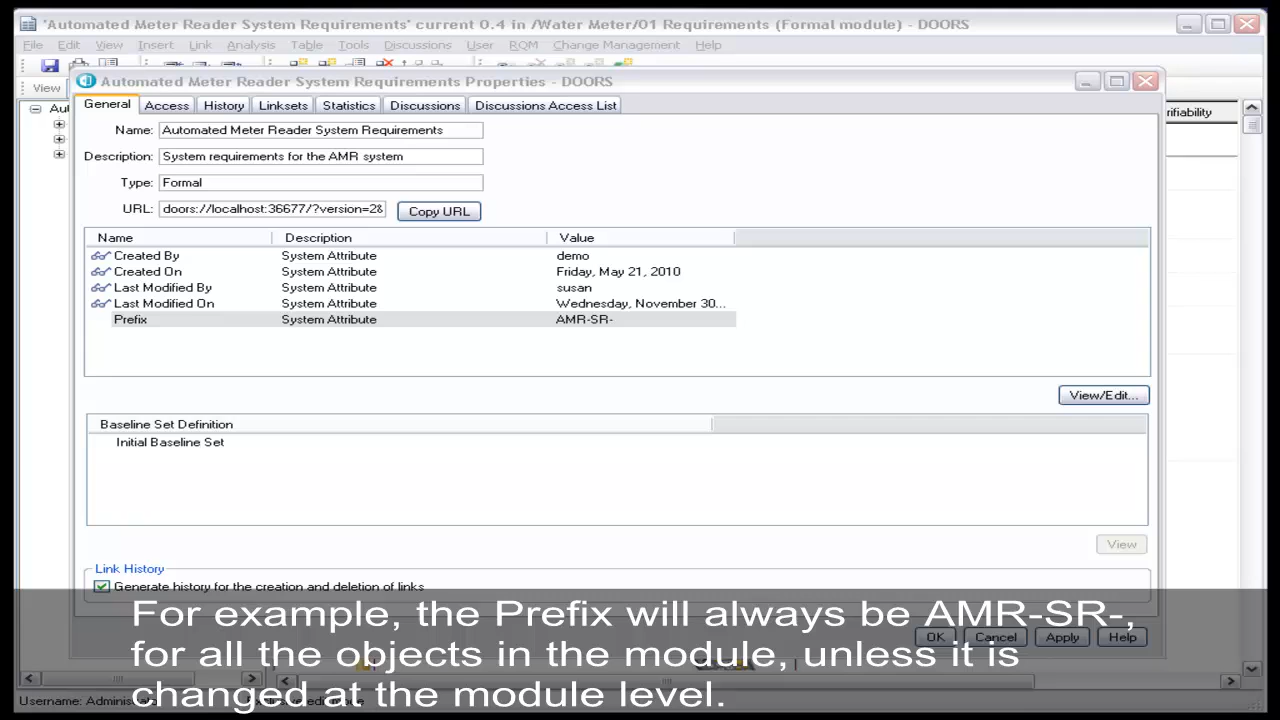 'Automated Meter Reader System Requirements' current 0.4 in /Water Meter/01 Requirements (Formal module) - DOORS
File Edit View Insert Link Analysis Table Tools Discussions User RQM Change Management Help
Automated Meter Reader System Requirements Properties - DOORS
View
General Access History Linksets Statistics Discussions Discussions Access List
Aut
rifiability
Name: Automated Meter Reader System Requirements
Description: System requirements for the AMR system
Type: Formal
URL: doors://localhost:36677/?version=2& Copy URL
Name Description Value
Created By System Attribute demo
Created On System Attribute Friday, May 21, 2010
Last Modified By System Attribute susan
Last Modified On System Attribute Wednesday, November 30...
Prefix System Attribute AMR-SR-
View/Edit...
Baseline Set Definition
Initial Baseline Set
View
Link History
Generate history for the creation and deletion of links
OK Cancel Apply Help
For example, the Prefix will always be AMR-SR-,
for all the objects in the module, unless it is
changed at the module level.
Username: